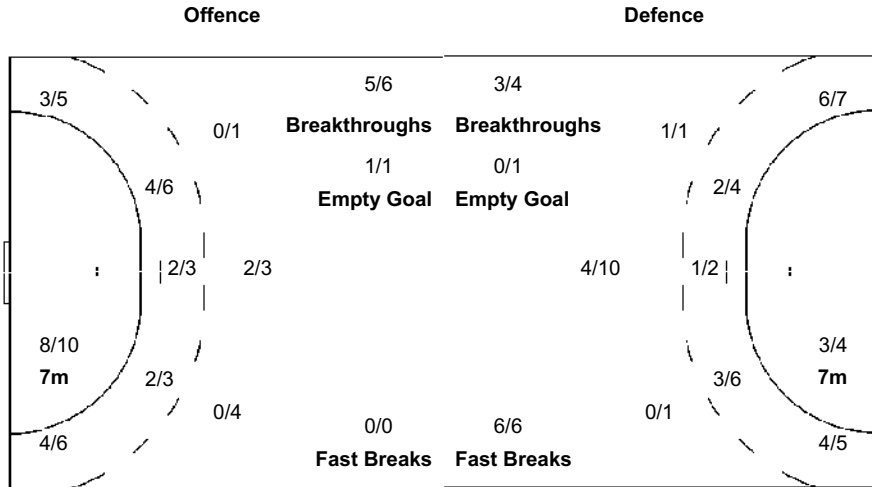 Offence
Defence
5/6
3/4
3/5
6/7
0/1
Breakthroughs
Breakthroughs
1/1
1/1
0/1
4/6
2/4
Empty Goal
Empty Goal
2/3
2/3
4/10
1/2
8/10
3/4
7m
2/3
3/6
7m
0/4
0/0
6/6
0/1
4/6
4/5
Fast Breaks
Fast Breaks